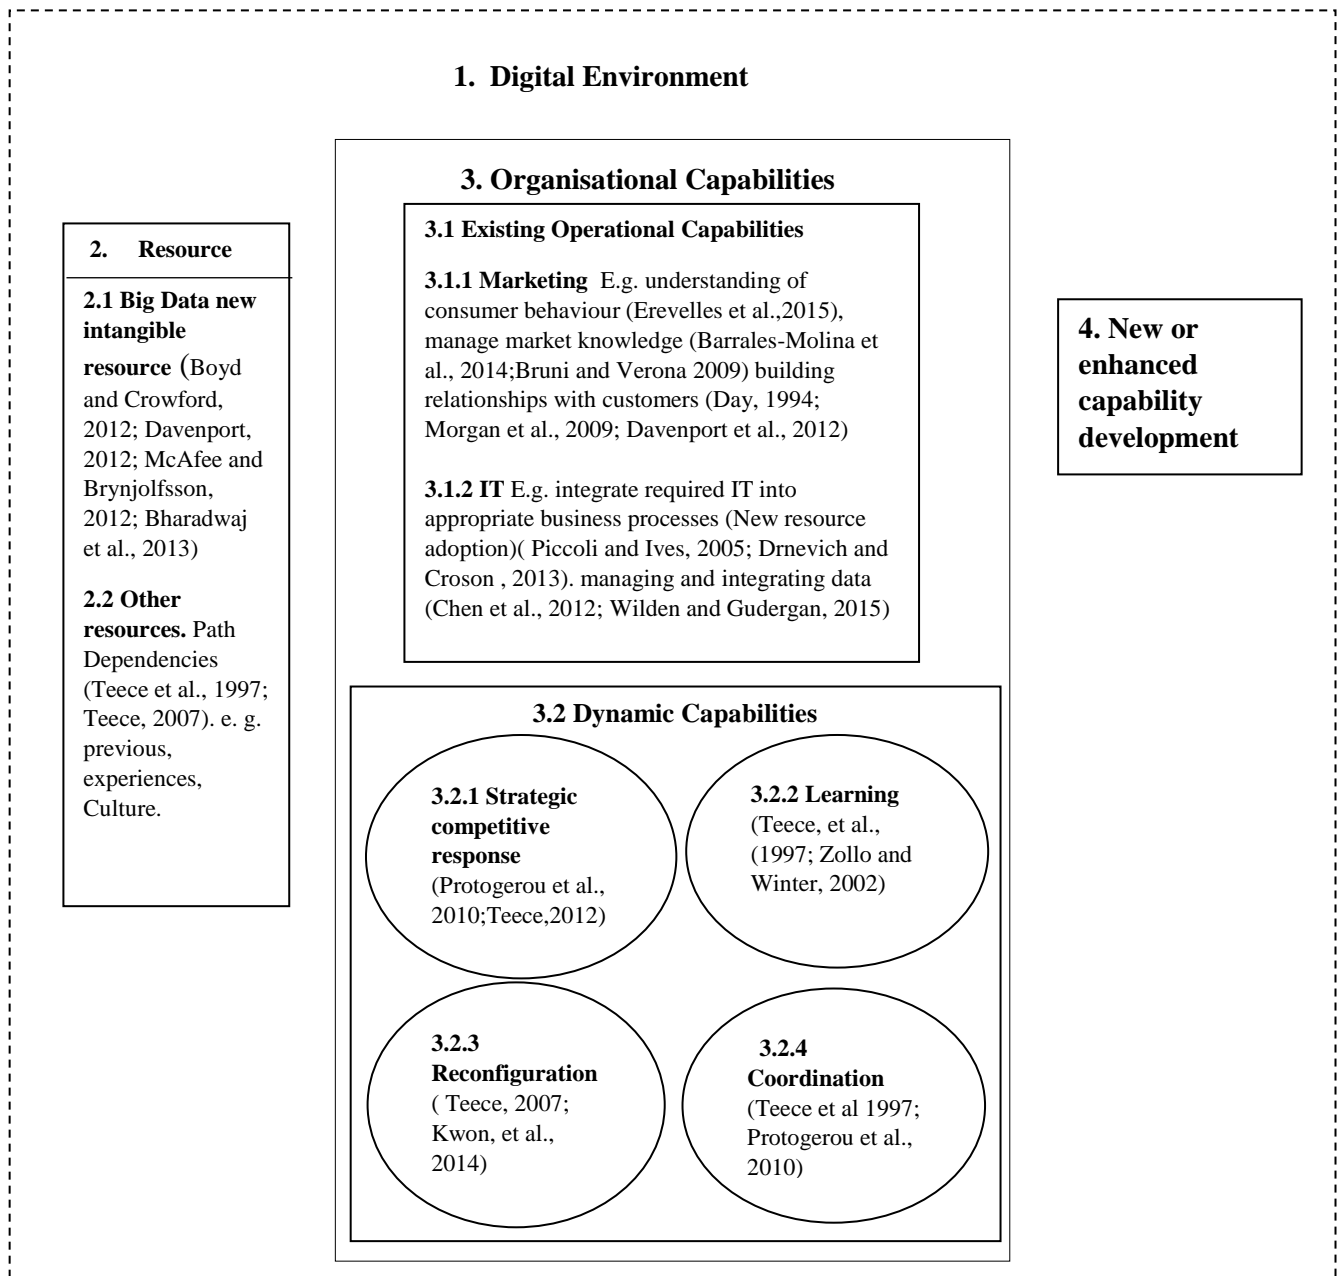 1. Digital Environment
3. Organisational Capabilities
2. Resource
2.1 Big Data new
intangible
resource (Boyd
and Crowford,
2012; Davenport,
2012; McAfee and
Brynjolfsson,
2012; Bharadwaj
et al., 2013)
2.2 Other
resources. Path
Dependencies
(Teece et al., 1997;
Teece, 2007). e. g.
previous,
experiences,
Culture.
3.1 Existing Operational Capabilities
3.1.1 Marketing E.g. understanding of
consumer behaviour (Erevelles et al.,2015),
manage market knowledge (Barrales-Molina et
al., 2014;Bruni and Verona 2009) building
relationships with customers (Day, 1994;
Morgan et al., 2009; Davenport et al., 2012)
3.1.2 IT E.g. integrate required IT into
appropriate business processes (New resource
adoption)( Piccoli and Ives, 2005; Drnevich and
Croson , 2013). managing and integrating data
(Chen et al., 2012; Wilden and Gudergan, 2015)
3.2 Dynamic Capabilities
3.2.1 Strategic
competitive
response
(Protogerou et al.,
2010;Teece,2012)
3.2.2 Learning
(Teece, et al.,
(1997; Zollo and
Winter, 2002)
3.2.3
Reconfiguration
( Teece, 2007;
Kwon, et al.,
2014)
3.2.4
Coordination
(Teece et al 1997;
Protogerou et al.,
2010)
4. New or
enhanced
capability
development